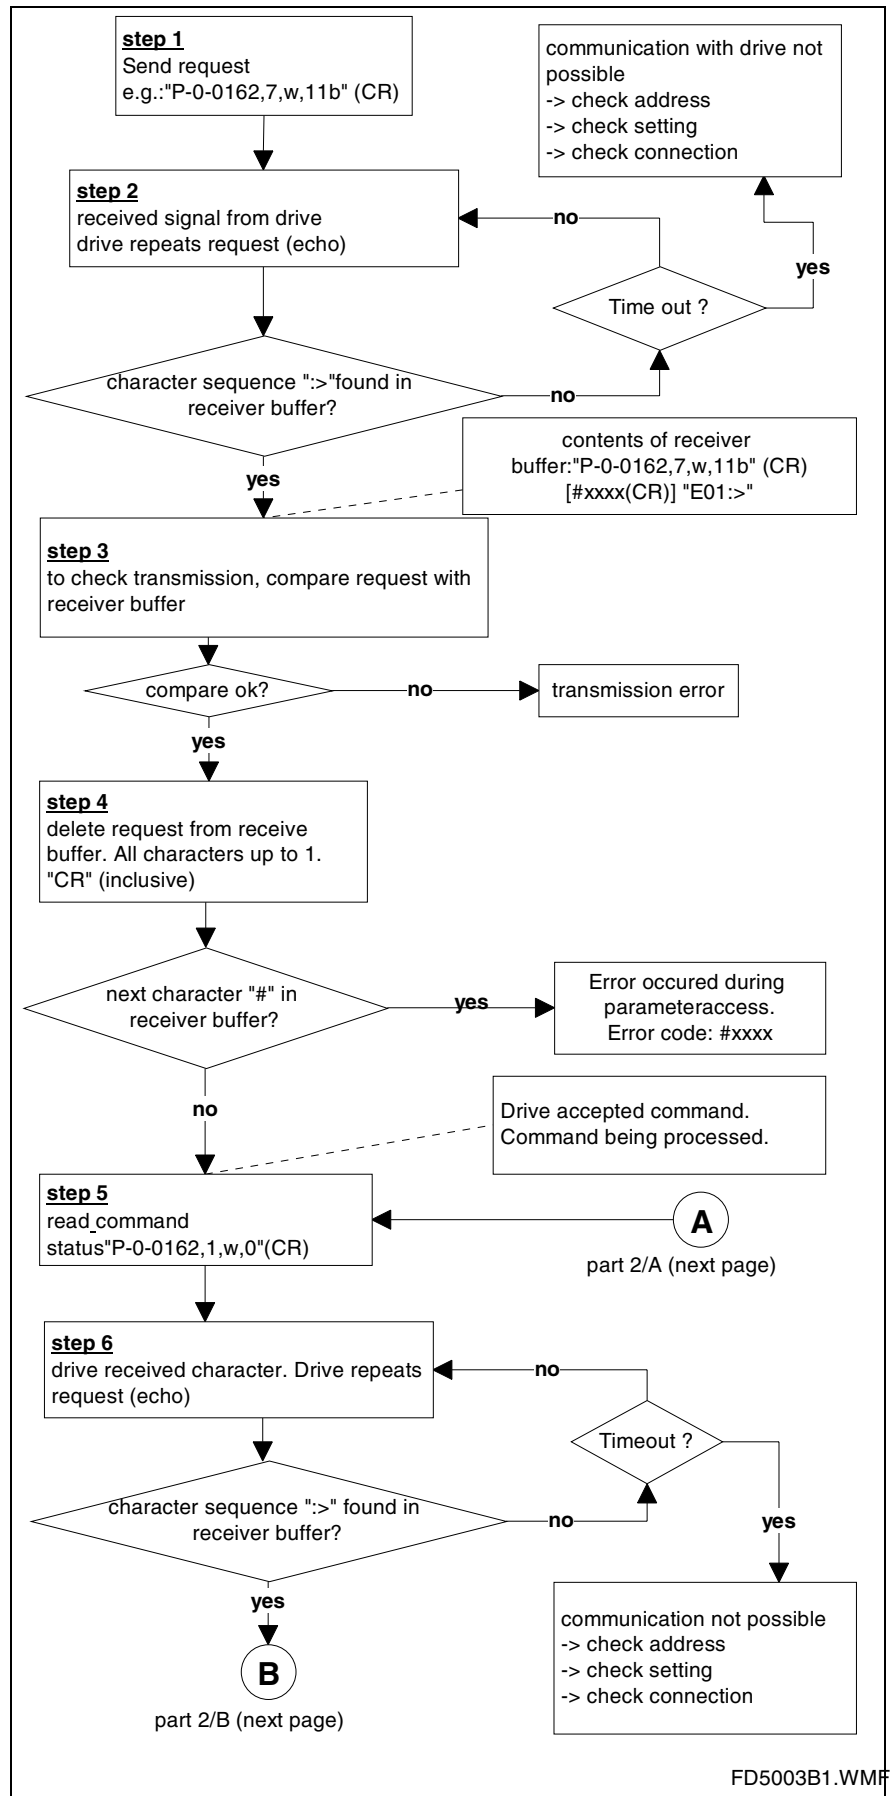 step 1
Send request
e.g.:"P-0-0162,7,w,11b" (CR)
communication with drive not
possible
-> check address
-> check setting
-> check connection
step 2
received signal from drive
drive repeats request (echo)
no
yes
Time out ?
character sequence ":>"found in
receiver buffer?
no
yes
contents of receiver
buffer:"P-0-0162,7,w,11b" (CR)
[#xxxx(CR)] "E01:>"
step 3
to check transmission, compare request with
receiver buffer
compare ok?
no
transmission error
yes
step 4
delete request from receive
buffer. All characters up to 1.
"CR" (inclusive)
next character "#" in
receiver buffer?
yes
Error occured during
parameteraccess.
Error code: #xxxx
no
Drive accepted command.
Command being processed.
step 5
read_command
status"P-0-0162,1,w,0"(CR)
A
part 2/A (next page)
step 6
drive received character. Drive repeats
request (echo)
no
Timeout ?
character sequence ":>" found in
receiver buffer?
no
yes
yes
B
part 2/B (next page)
communication not possible
-> check address
-> check setting
-> check connection
FD5003B1.WMF